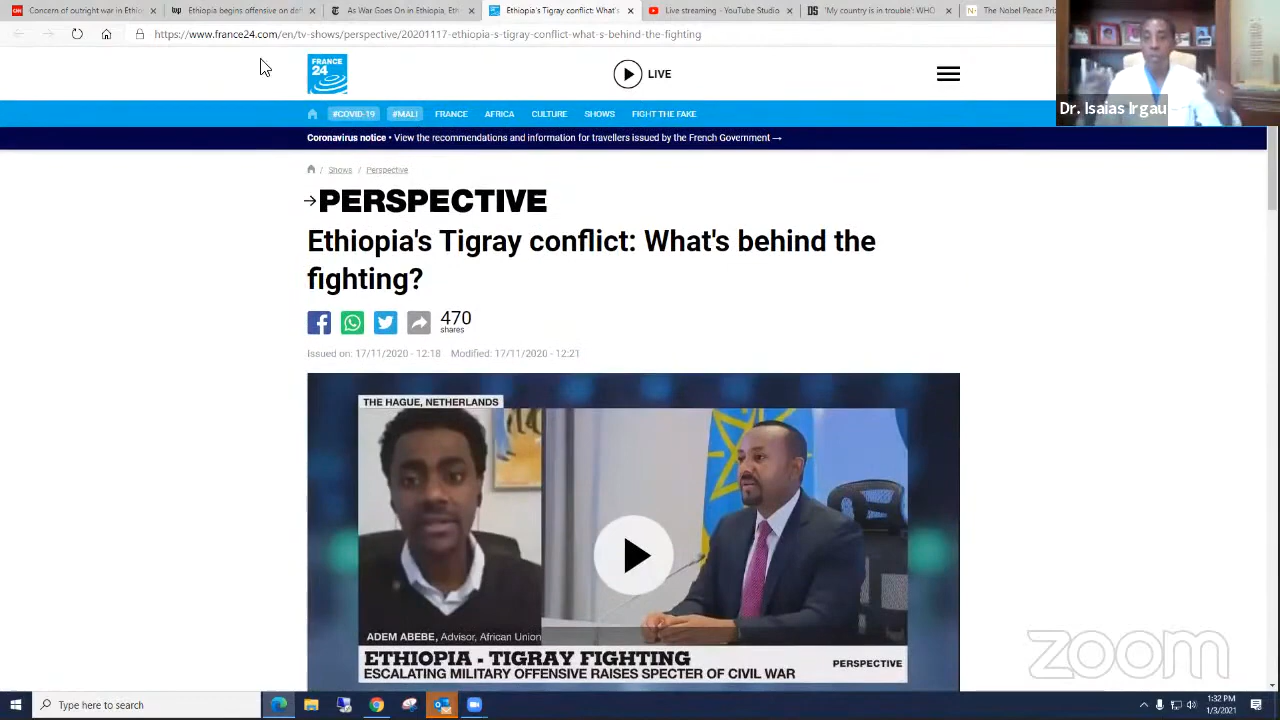 CNN
Concern of outright war in Ethi
Ethiopia begins offensive on di
As War Goes On in Ethiopia, Et
Ethiopia's Tigray conflict: What's
Live streaming - YouTube Studio
DS
"My country is in trouble': WHO
The Nobel Peace Pri
https://www.france24.com/en/tv-shows/perspective/20201117-ethiopia-s-tigray-conflict-what-s-behind-the-fighting
Dr. Isaias Irgau
FRANCE
24
LIVE
#COVID-19
#MALI
FRANCE
AFRICA
CULTURE
SHOWS
FIGHT THE FAKE
Coronavirus notice • View the recommendations and information for travellers issued by the French Government →
/ Shows / Perspective
→PERSPECTIVE
Ethiopia's Tigray conflict: What's behind the
fighting?
470
shares
Issued on: 17/11/2020 - 12:18 Modified: 17/11/2020 - 12:21
THE HAGUE, NETHERLANDS
ADEM ABEBE, Advisor, African Union
ETHIOPIA - TIGRAY FIGHTING
ESCALATING MILITARY OFFENSIVE RAISES SPECTER OF CIVIL WAR
PERSPECTIVE
zoom
Type here to search
1:32 PM
1/3/2021